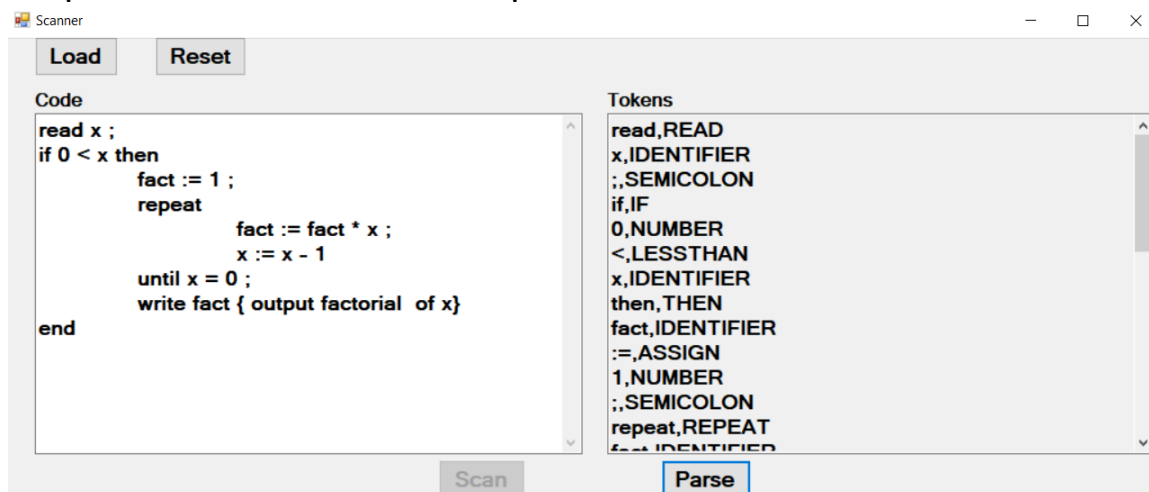 Scanner
Load Reset
Code
read x ;
if 0 < x then
fact := 1 ;
repeat
fact := fact * x ;
x := x - 1
until x = 0 ;
write fact { output factorial  of x}
end
Tokens
read,READ
x,IDENTIFIER
;,SEMICOLON
if,IF
0,NUMBER
<,LESSTHAN
x,IDENTIFIER
then,THEN
fact,IDENTIFIER
:=,ASSIGN
1,NUMBER
;,SEMICOLON
repeat,REPEAT
fact,IDENTIFIER
Scan Parse